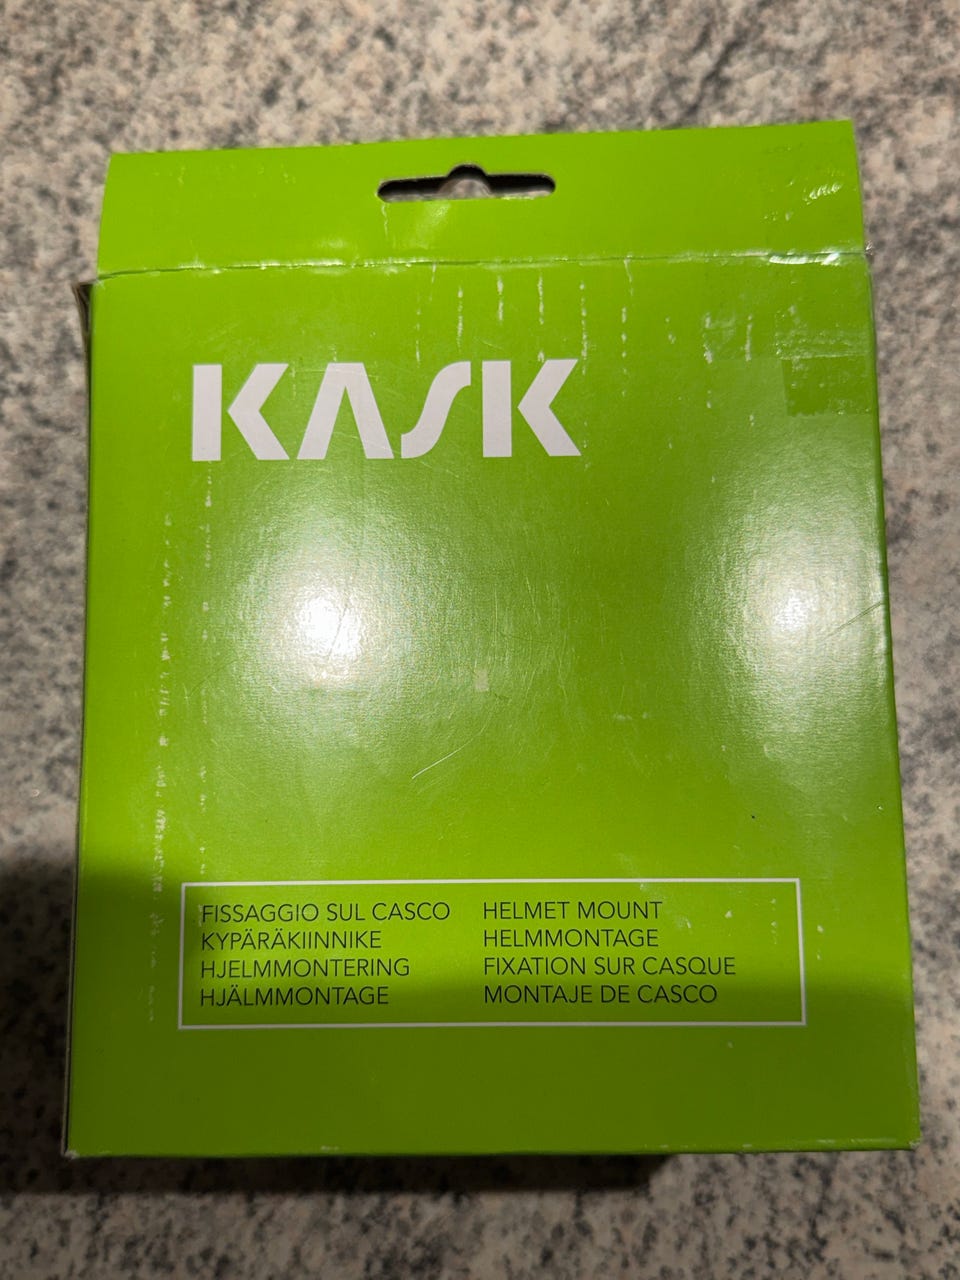 KASK
FISSAGGIO SUL CASCO
KYPÄRÄKIINNIKE
HJELMMONTERING
HJÄLMMONTAGE
HELMET MOUNT
HELMMONTAGE
FIXATION SUR CASQUE
MONTAJE DE CASCO